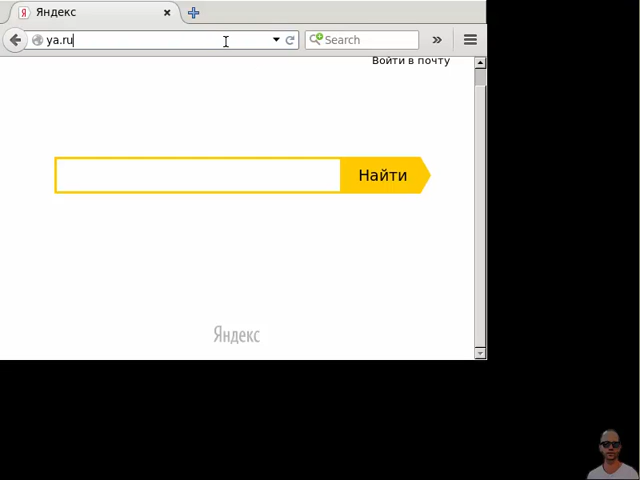 Я Яндекс
ya.ru
Search
Войти в почту
Найти
Яндекс